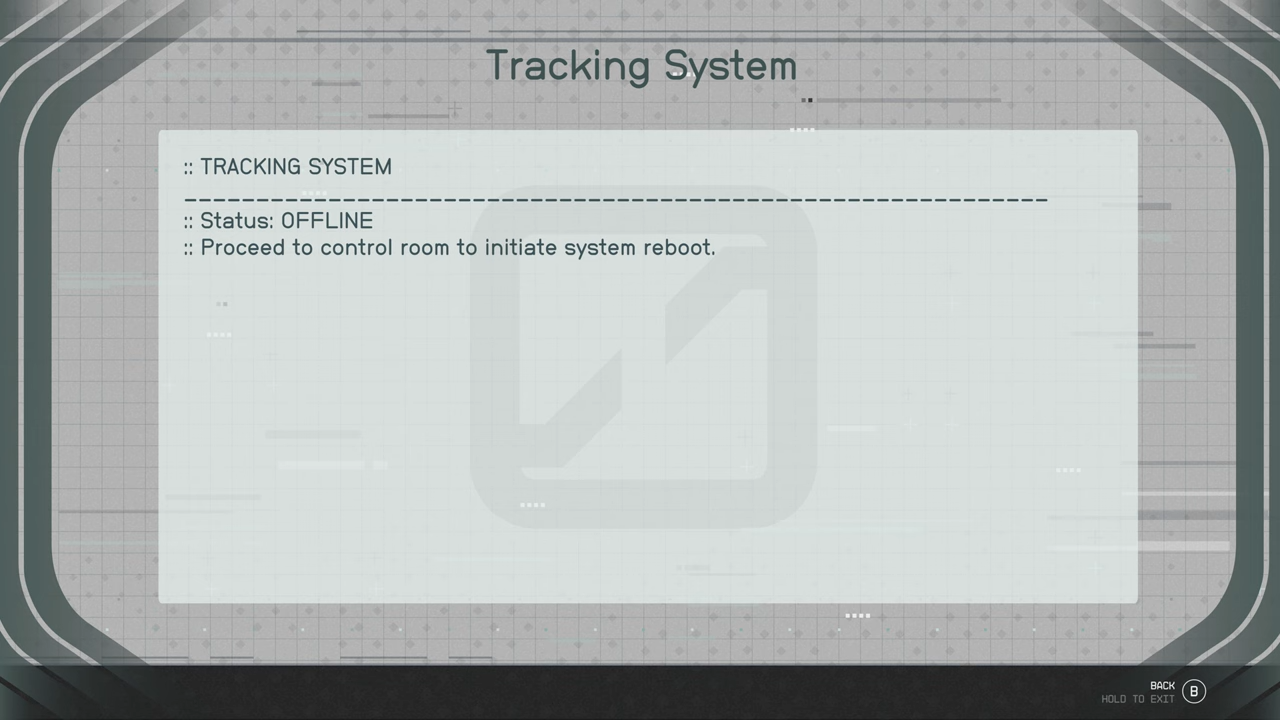 Tracking System
:: TRACKING SYSTEM
------------------------------------------------------------
:: Status: OFFLINE
:: Proceed to control room to initiate system reboot.
BACK
HOLD TO EXIT
B